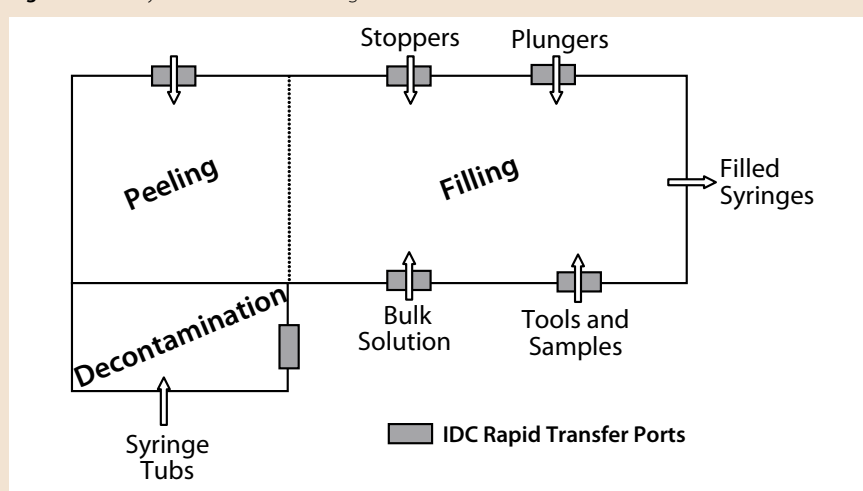 Stoppers
Plungers
Peeling
Filling
Filled
Syringes
Decontamination
Bulk
Solution
Tools and
Samples
Syringe
Tubs
IDC Rapid Transfer Ports